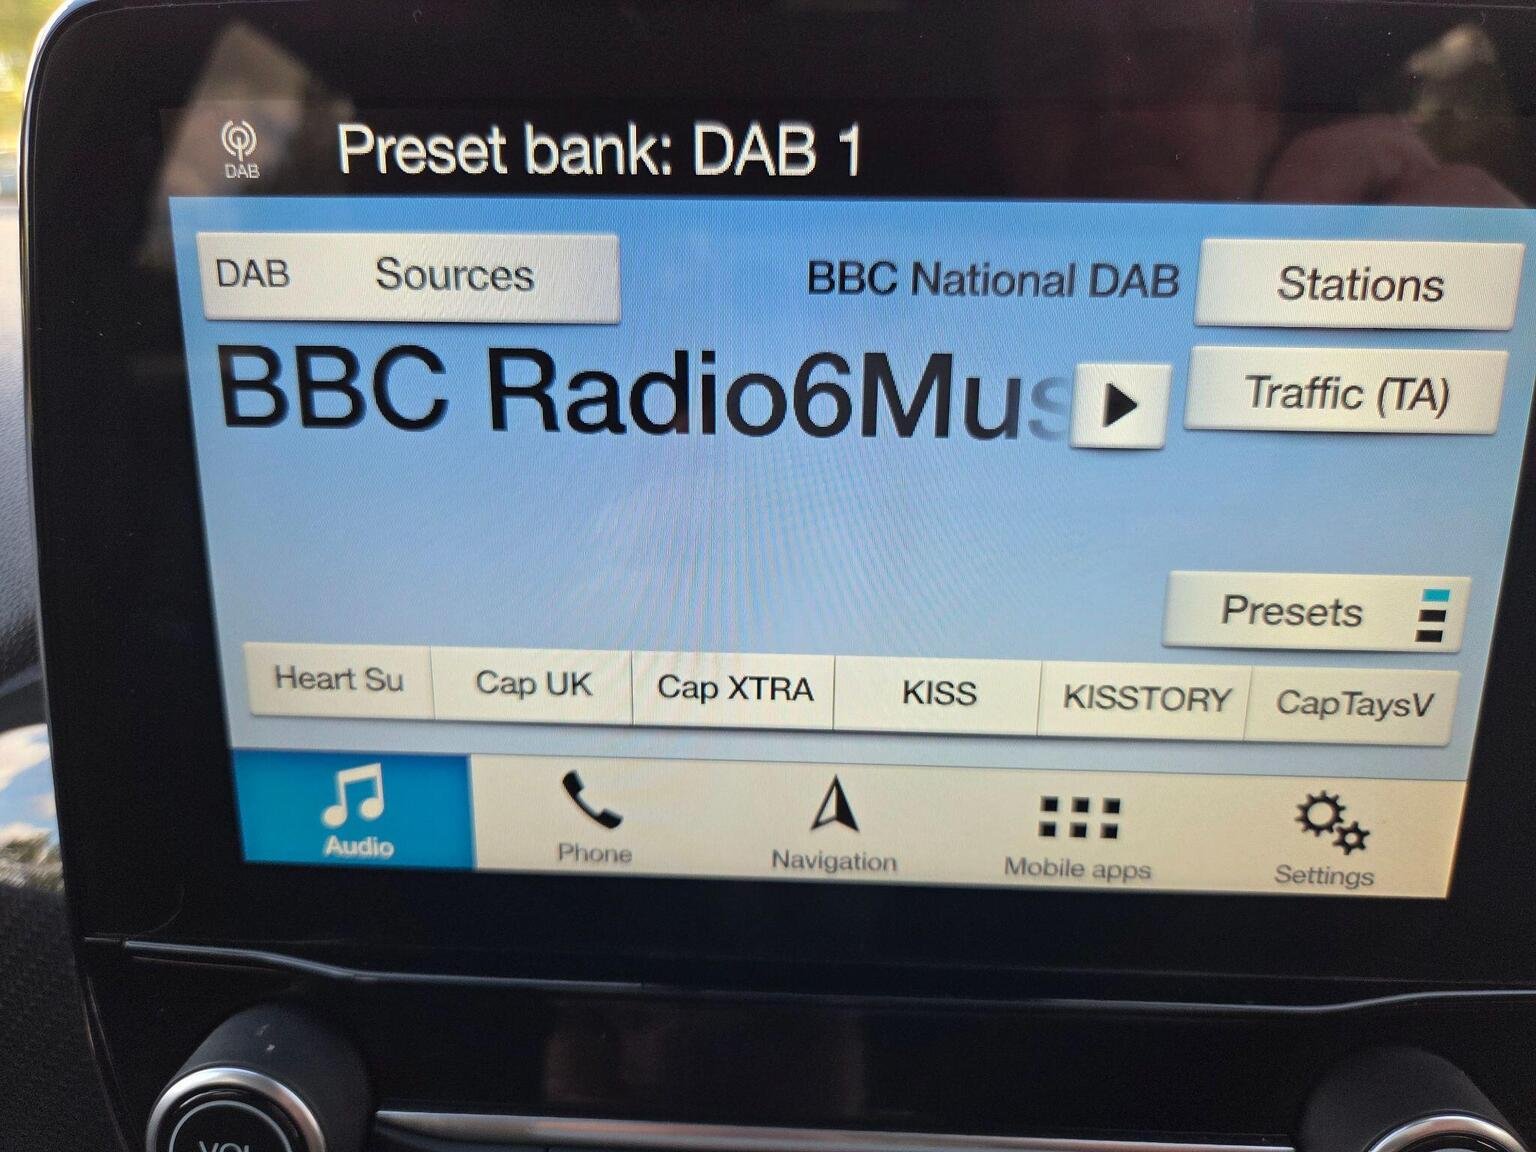 DAB
Preset bank: DAB 1
DAB Sources
BBC National DAB
Stations
BBC Radio6Mus
Traffic (TA)
Presets
Heart Su
Cap UK
Cap XTRA
KISS
KISSTORY
CapTaysV
Audio
Phone
Navigation
Mobile apps
Settings
VOL